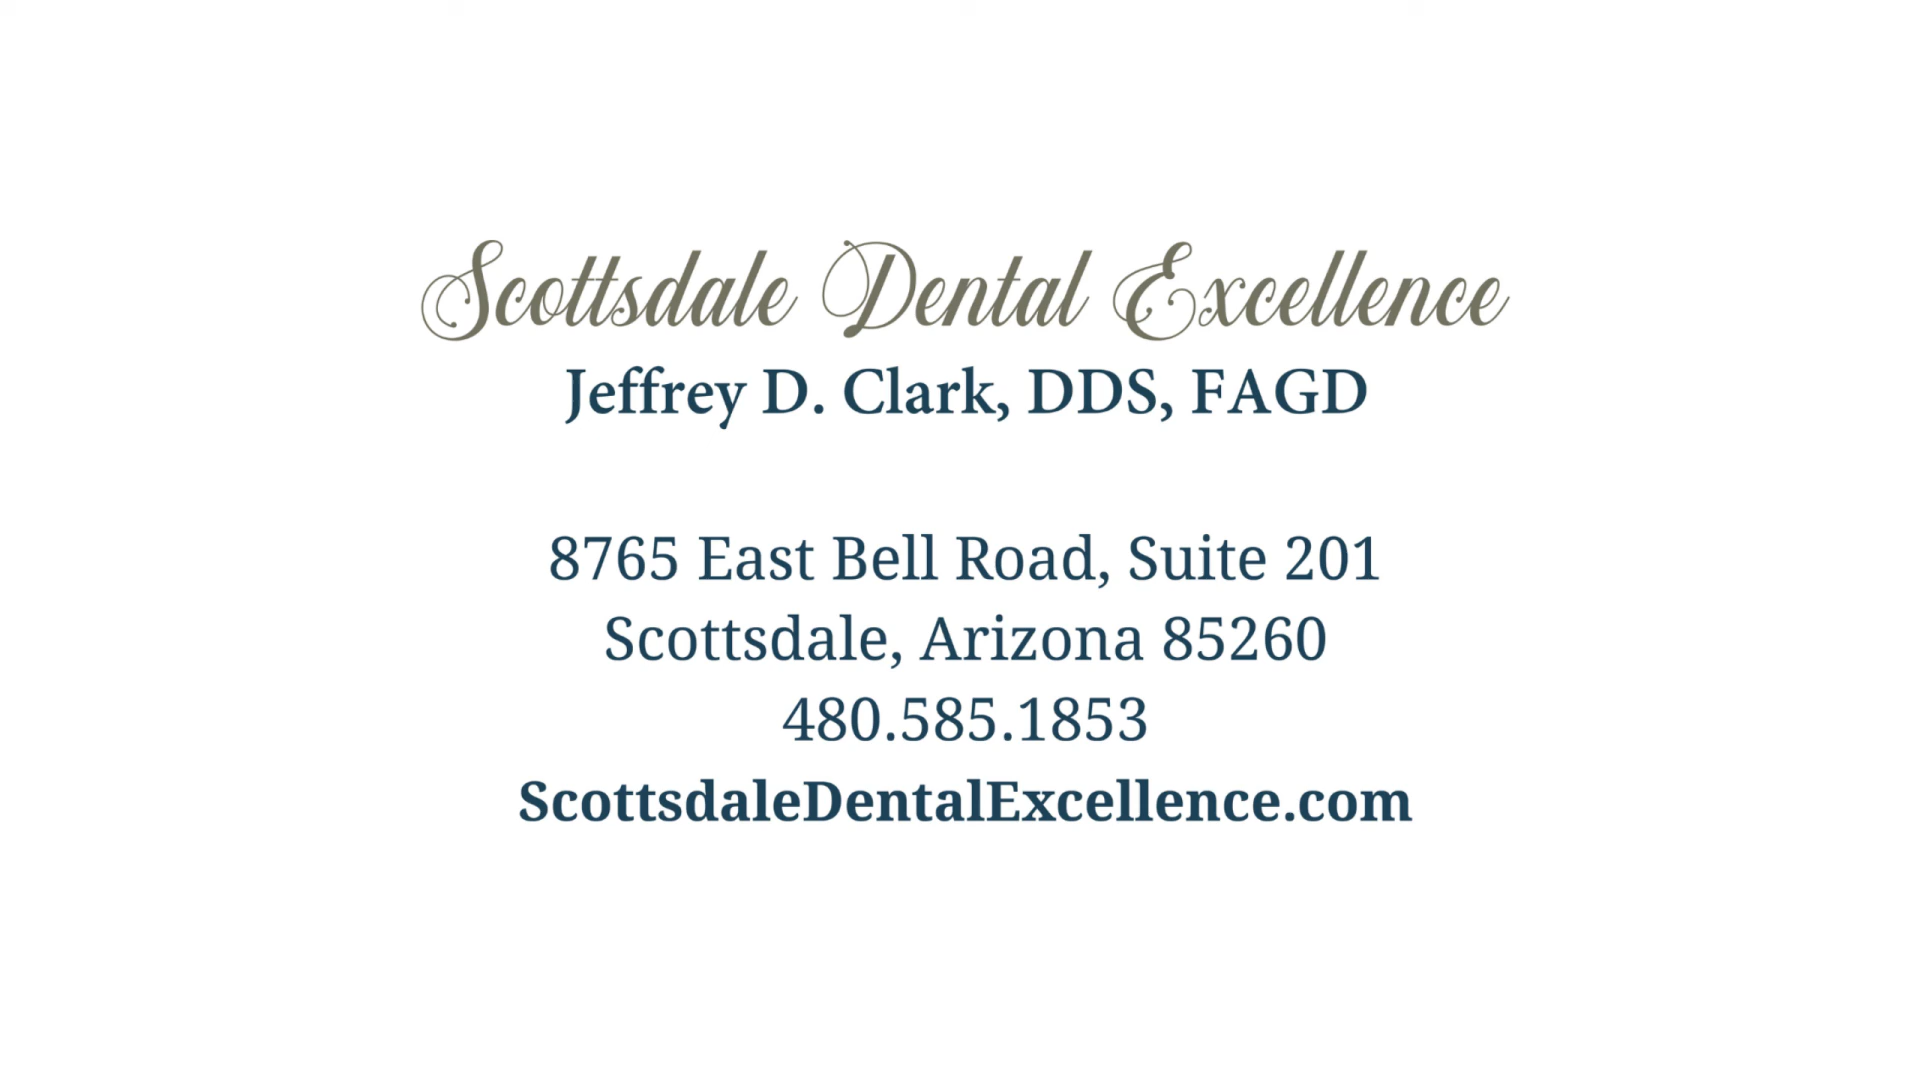 Scottsdale Dental Excellence
Jeffrey D. Clark, DDS, FAGD
8765 East Bell Road, Suite 201
Scottsdale, Arizona 85260
480.585.1853
ScottsdaleDentalExcellence.com